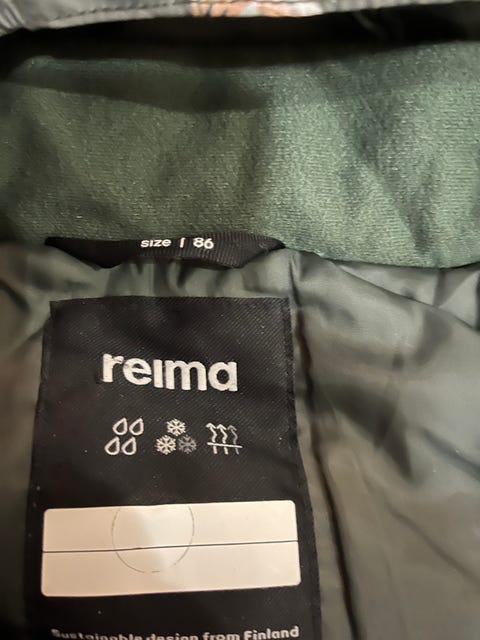 size | 86
reima
Sustainable design from Finland